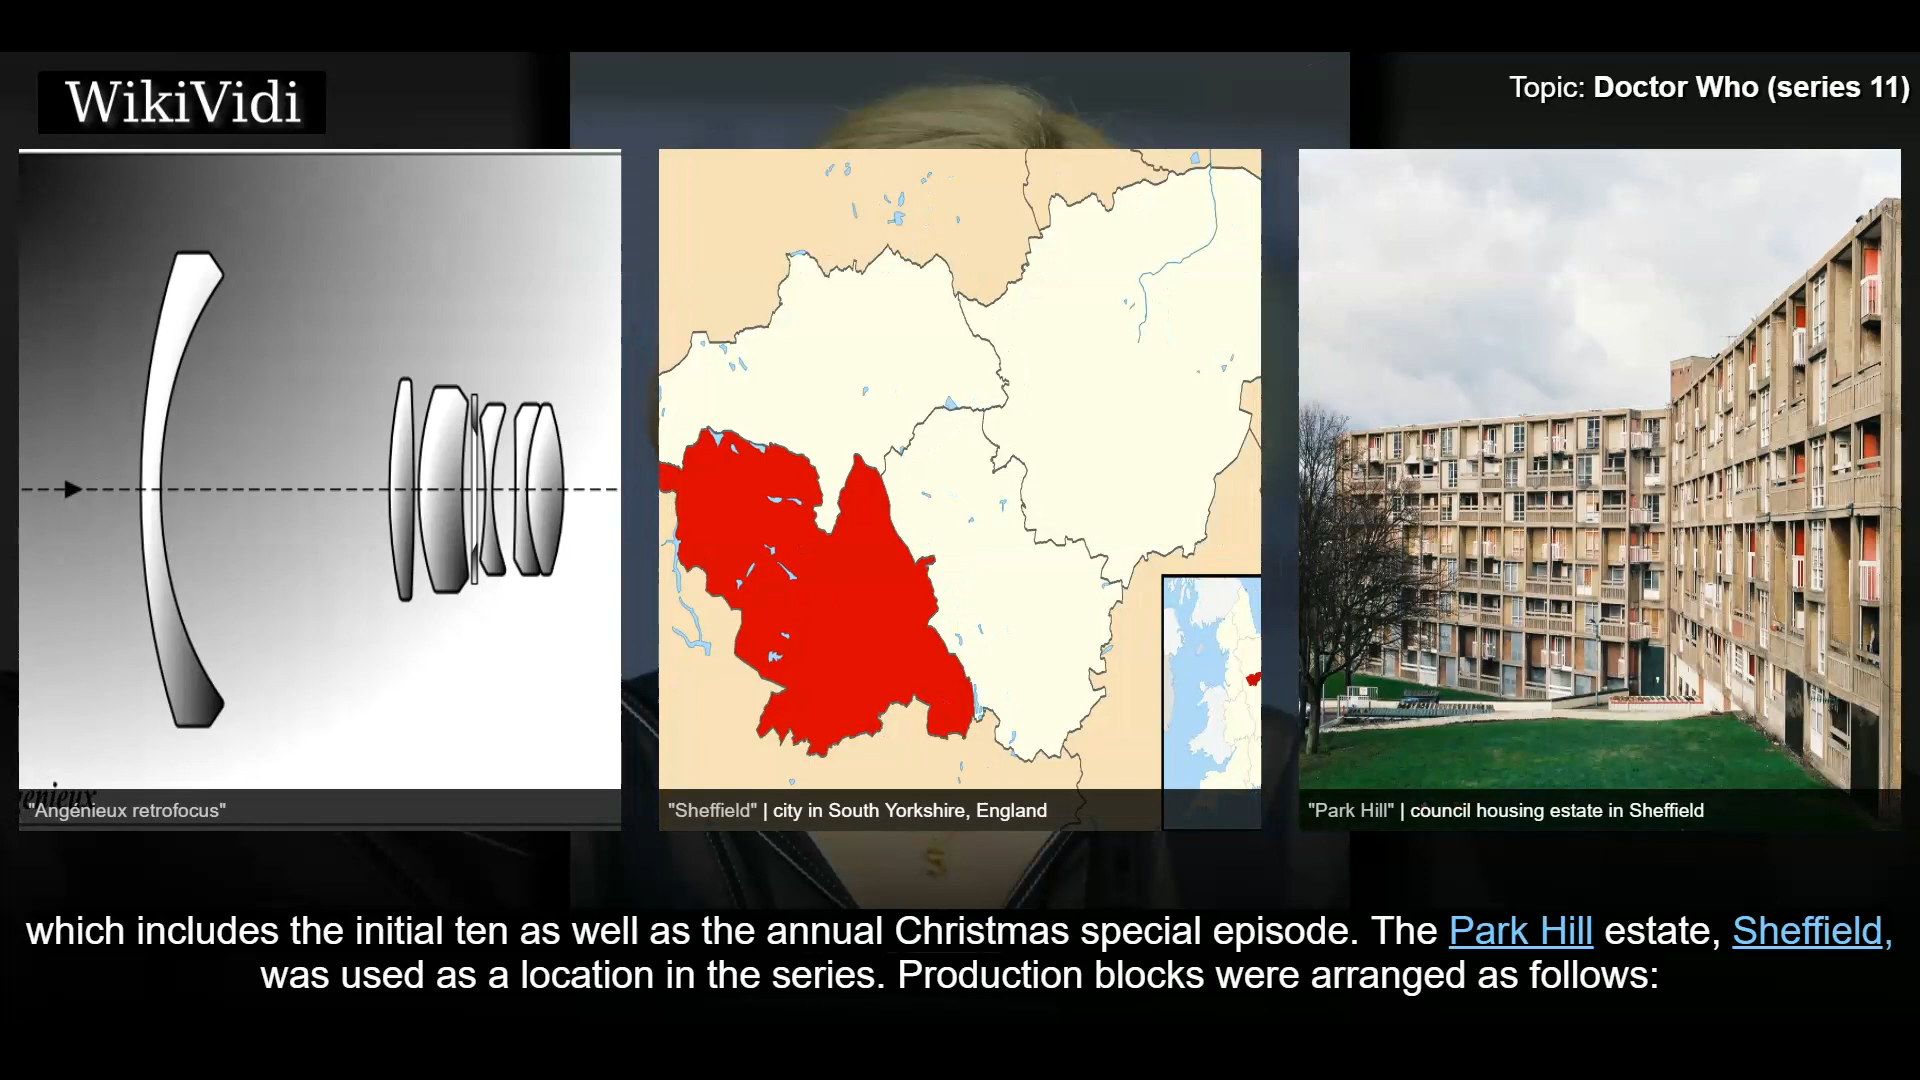 WikiVidi
Topic: Doctor Who (series 11)
"Angénieux retrofocus"
"Sheffield" | city in South Yorkshire, England
"Park Hill" | council housing estate in Sheffield
which includes the initial ten as well as the annual Christmas special episode. The Park Hill estate, Sheffield,
was used as a location in the series. Production blocks were arranged as follows: